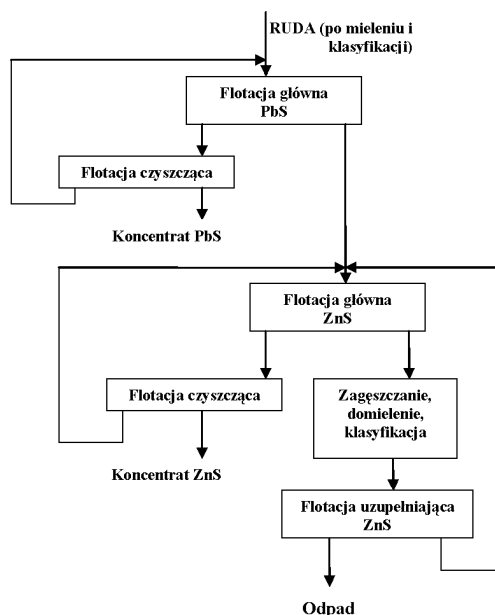 RUDA (po mieleniu i
klasyfikacji)
Flotacja główna
PbS
Flotacja czyszcząca
Koncentrat PbS
Flotacja główna
ZnS
Flotacja czyszcząca
Zagęszczanie,
domielenie,
klasyfikacja
Koncentrat ZnS
Flotacja uzupełniająca
ZnS
Odpad